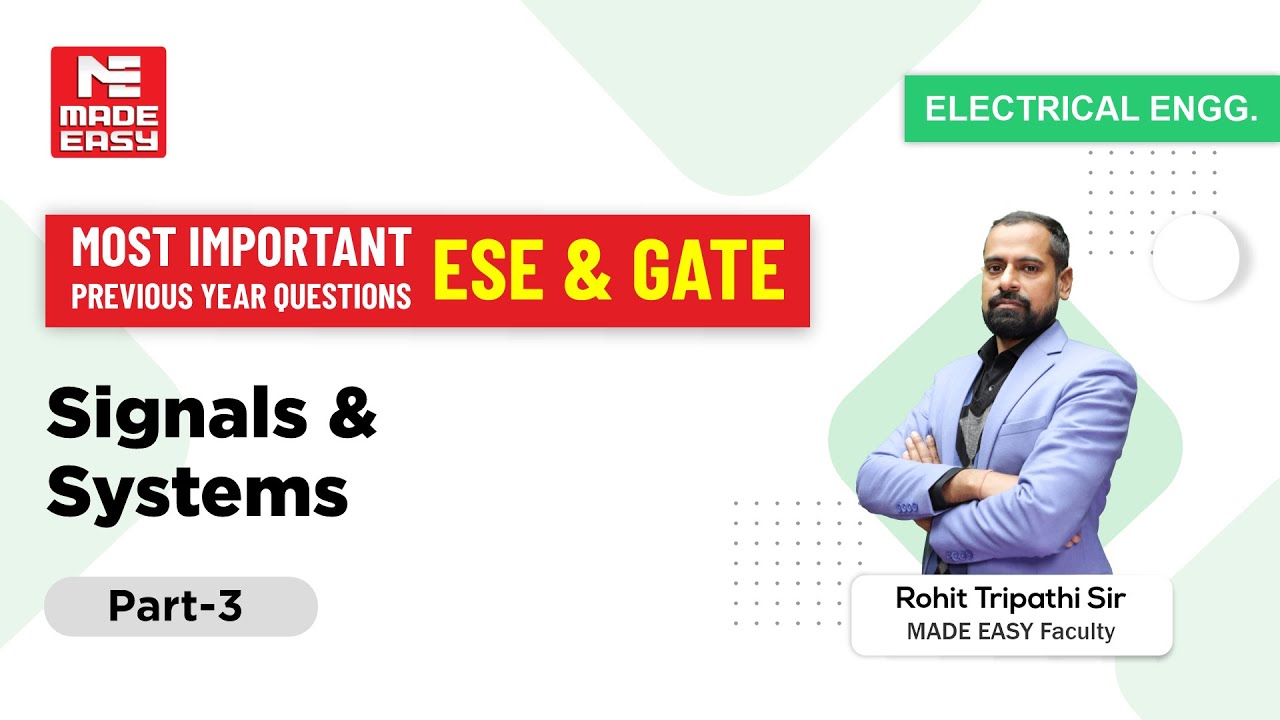 ME
MADE
EASY
ELECTRICAL ENGG.
MOST IMPORTANT
PREVIOUS YEAR QUESTIONS
ESE & GATE
Signals &
Systems
Part-3
Rohit Tripathi Sir
MADE EASY Faculty